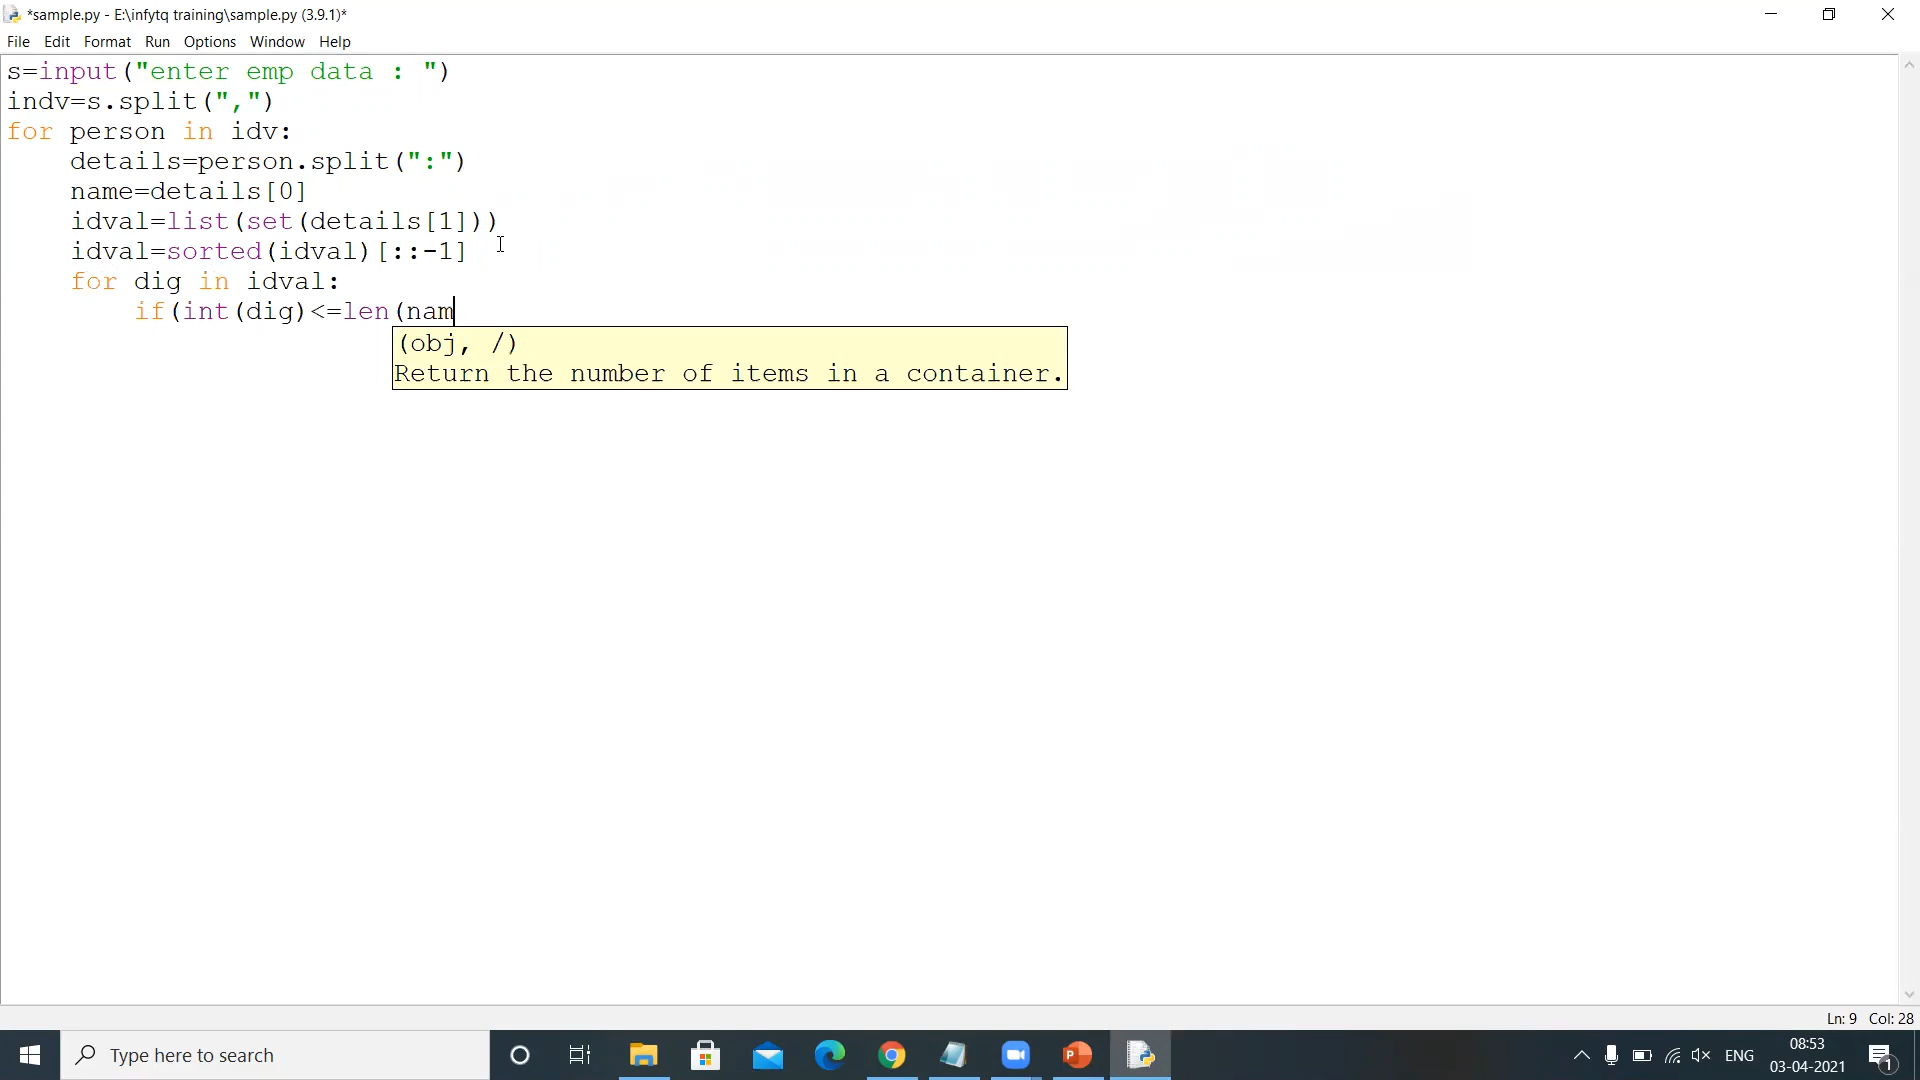 *sample.py - E:\infytq training\sample.py (3.9.1)*
File Edit Format Run Options Window Help
s=input("enter emp data : ")
indv=s.split(",")
for person in idv:
    details=person.split(":")
    name=details[0]
    idval=list(set(details[1]))
    idval=sorted(idval)[::-1]
    for dig in idval:
        if(int(dig)<=len(nam
(obj, /)
Return the number of items in a container.
Ln: 9 Col: 28
Type here to search
ENG
08:53
03-04-2021
1